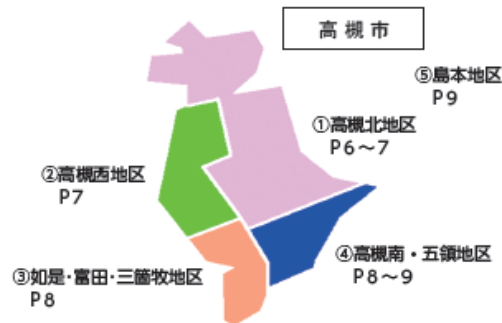 高槻市
⑤島本地区
P9
①高槻北地区
P6〜7
②高槻西地区
P7
④高槻南・五領地区
P8〜9
③如是・富田・三箇牧地区
P8